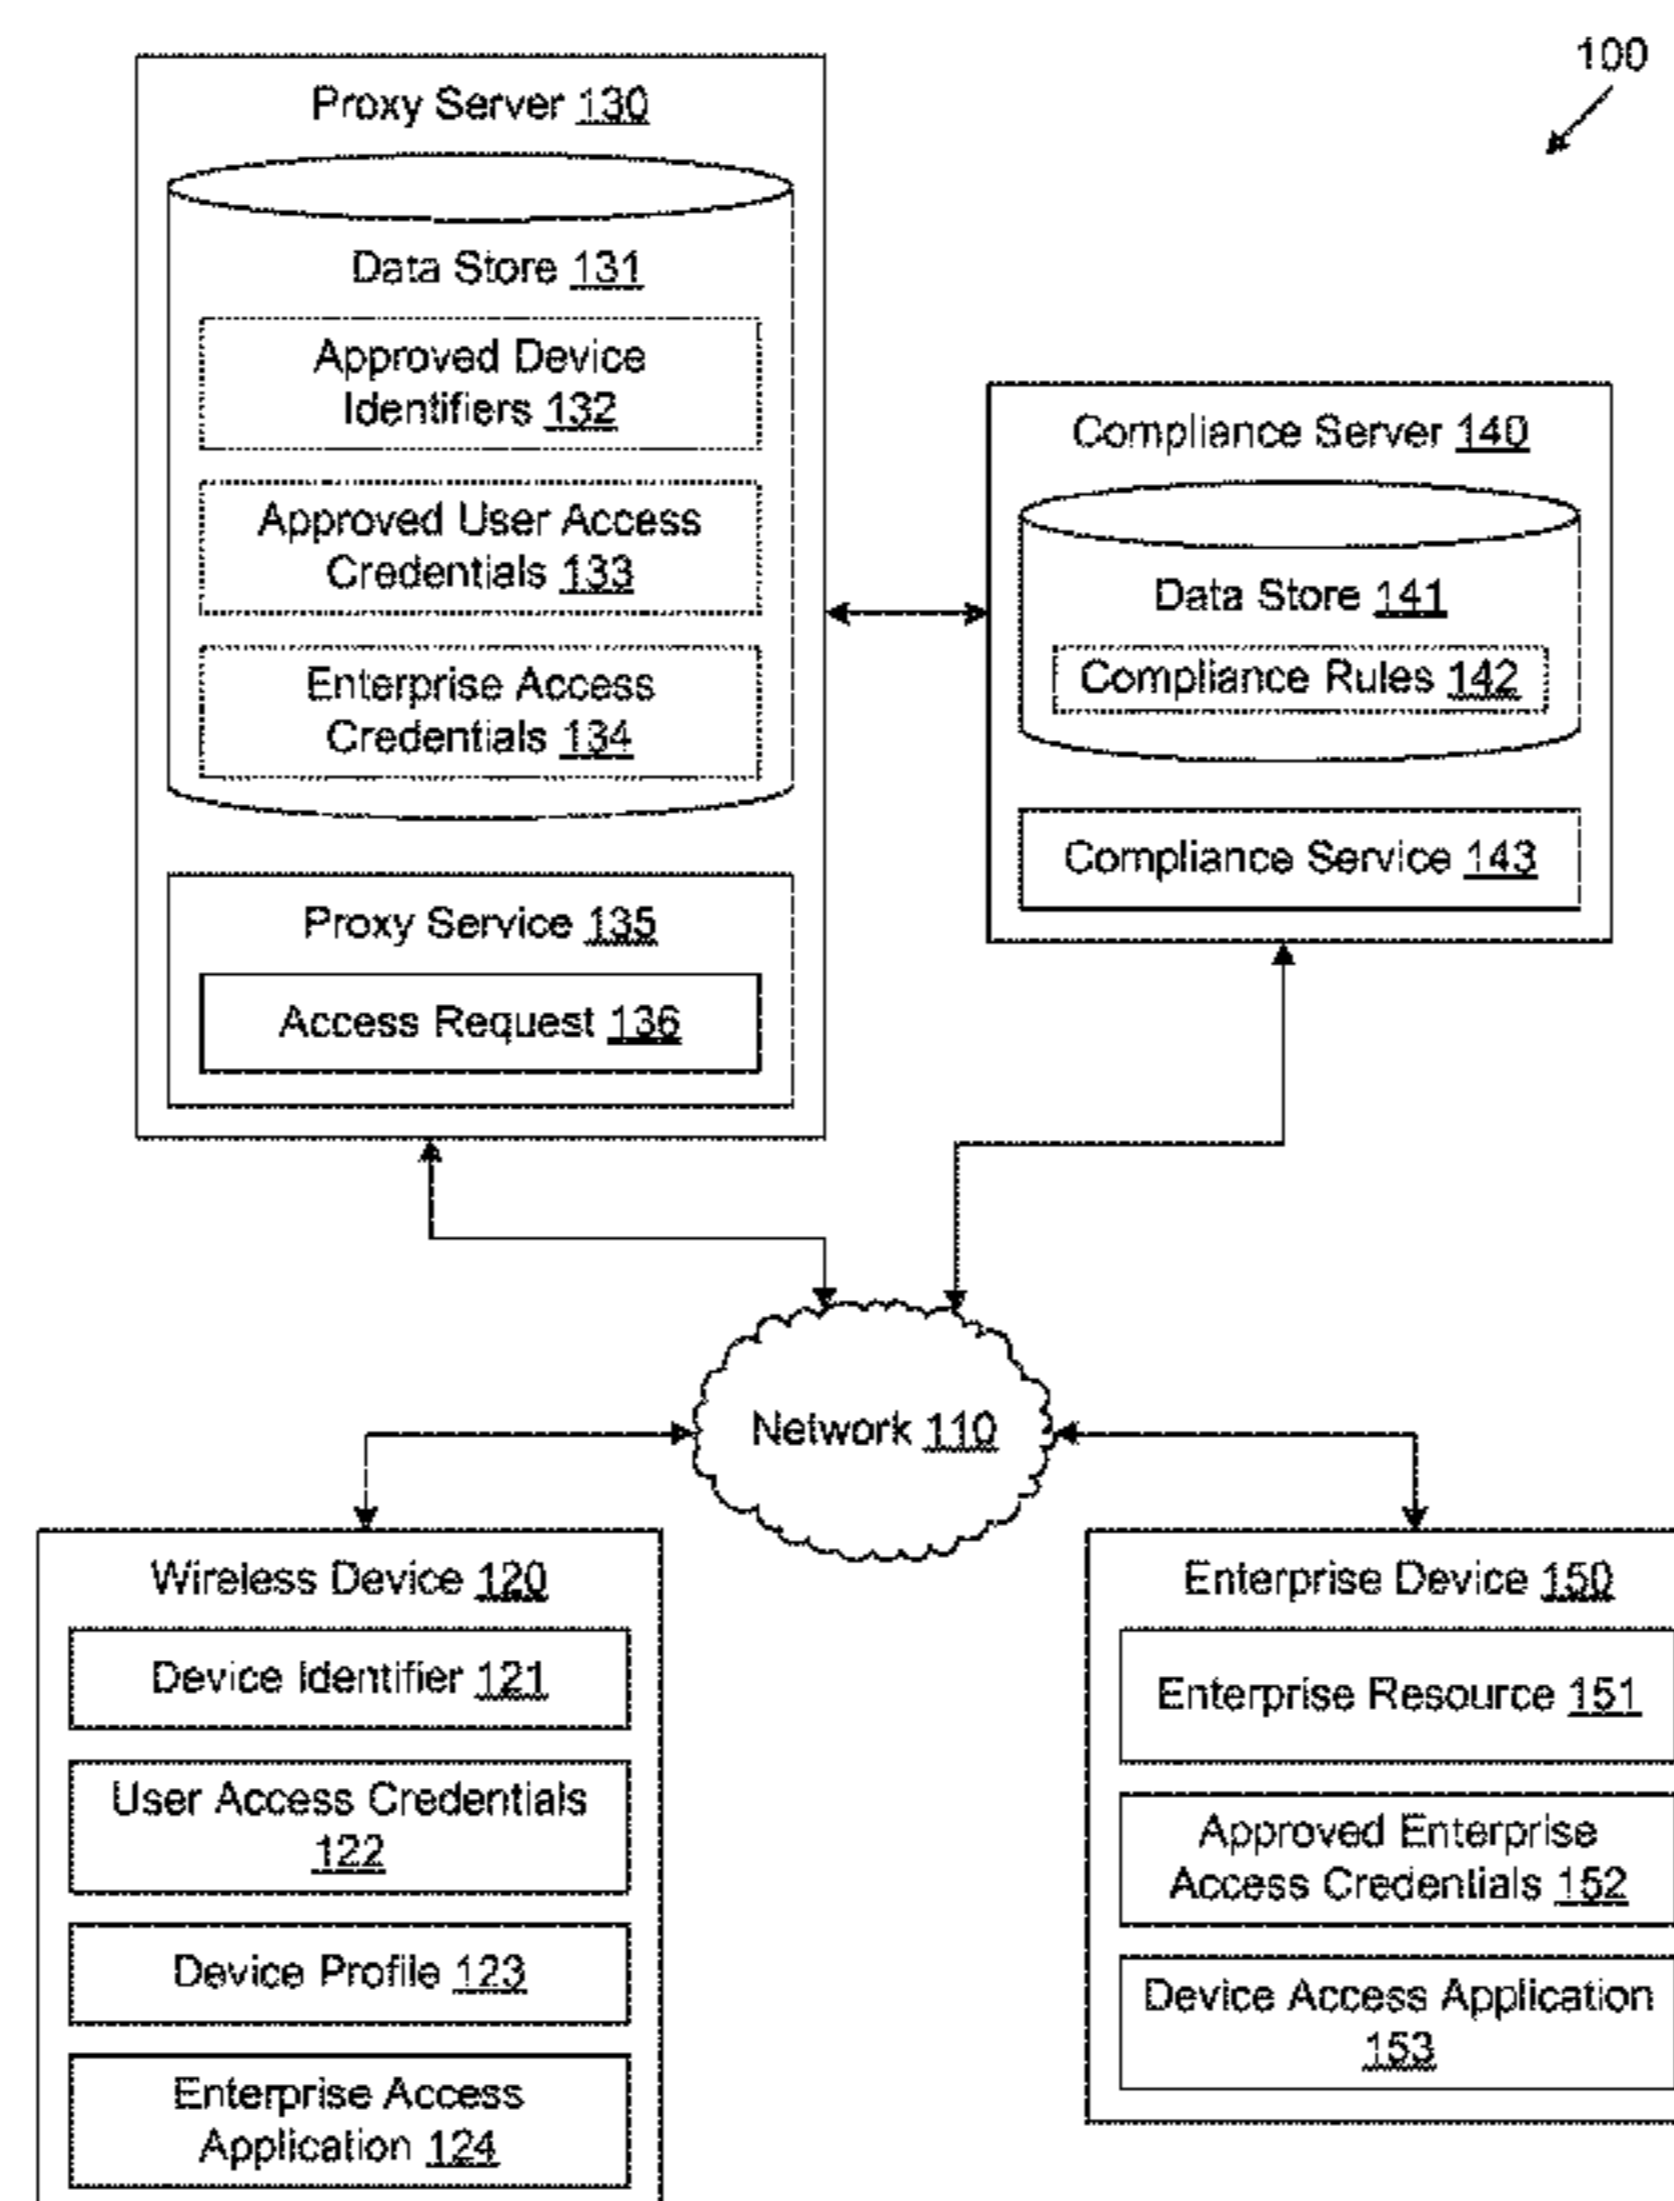 100
Proxy Server 130
Data Store 131
Approved Device
Identifiers 132
Approved User Access
Credentials 133
Enterprise Access
Credentials 134
Proxy Service 135
Access Request 136
Compliance Server 140
Data Store 141
Compliance Rules 142
Compliance Service 143
Network 110
Wireless Device 120
Device Identifier 121
User Access Credentials
122
Device Profile 123
Enterprise Access
Application 124
Enterprise Device 150
Enterprise Resource 151
Approved Enterprise
Access Credentials 152
Device Access Application
153